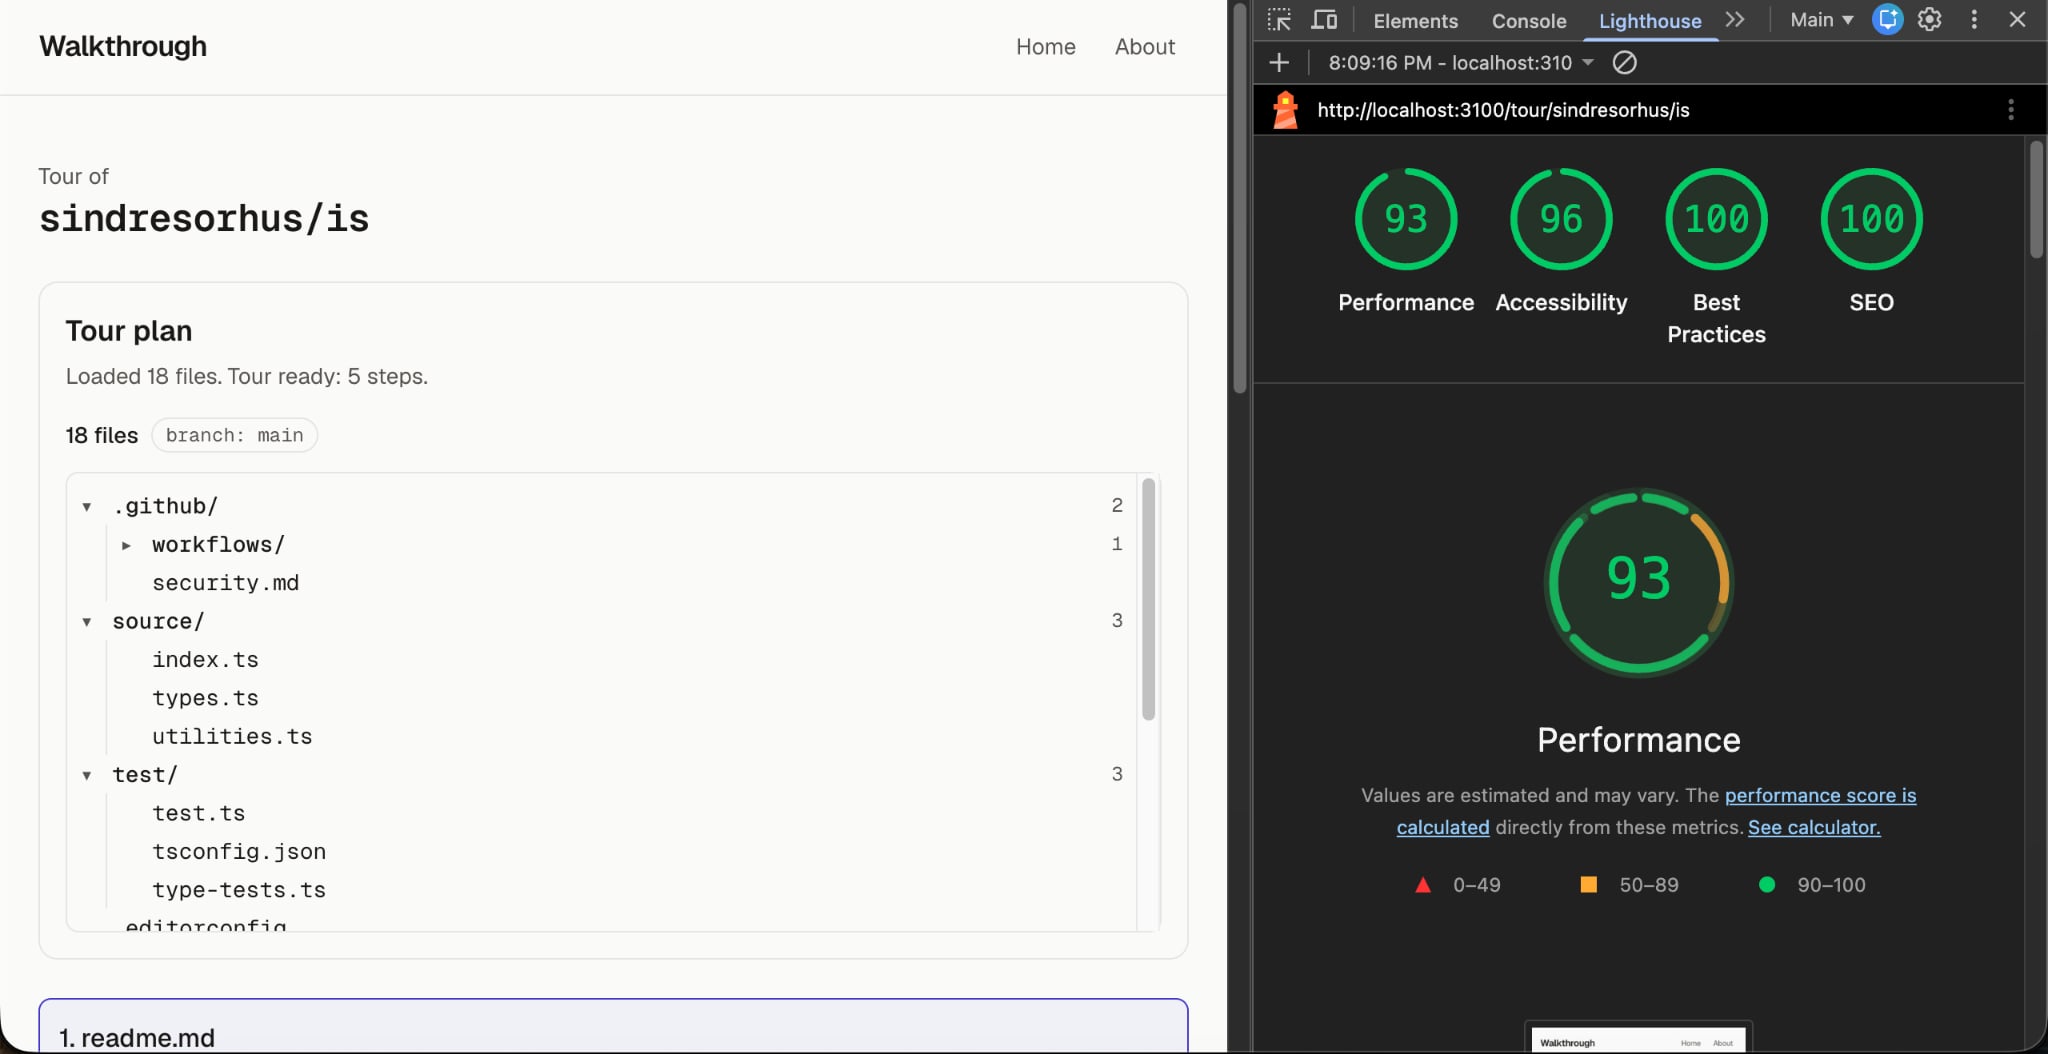 Walkthrough
Home About
Tour of
sindresorhus/is
Tour plan
Loaded 18 files. Tour ready: 5 steps.
18 files branch: main
.github/ 2
workflows/ 1
security.md
source/ 3
index.ts
types.ts
utilities.ts
test/ 3
test.ts
tsconfig.json
type-tests.ts
editorconfig
1. readme.md
Elements Console Lighthouse Main
8:09:16 PM - localhost:310
http://localhost:3100/tour/sindresorhus/is
93 96 100 100
Performance Accessibility Best Practices SEO
93
Performance
Values are estimated and may vary. The performance score is
calculated directly from these metrics. See calculator.
0–49 50–89 90–100
Walkthrough Home About